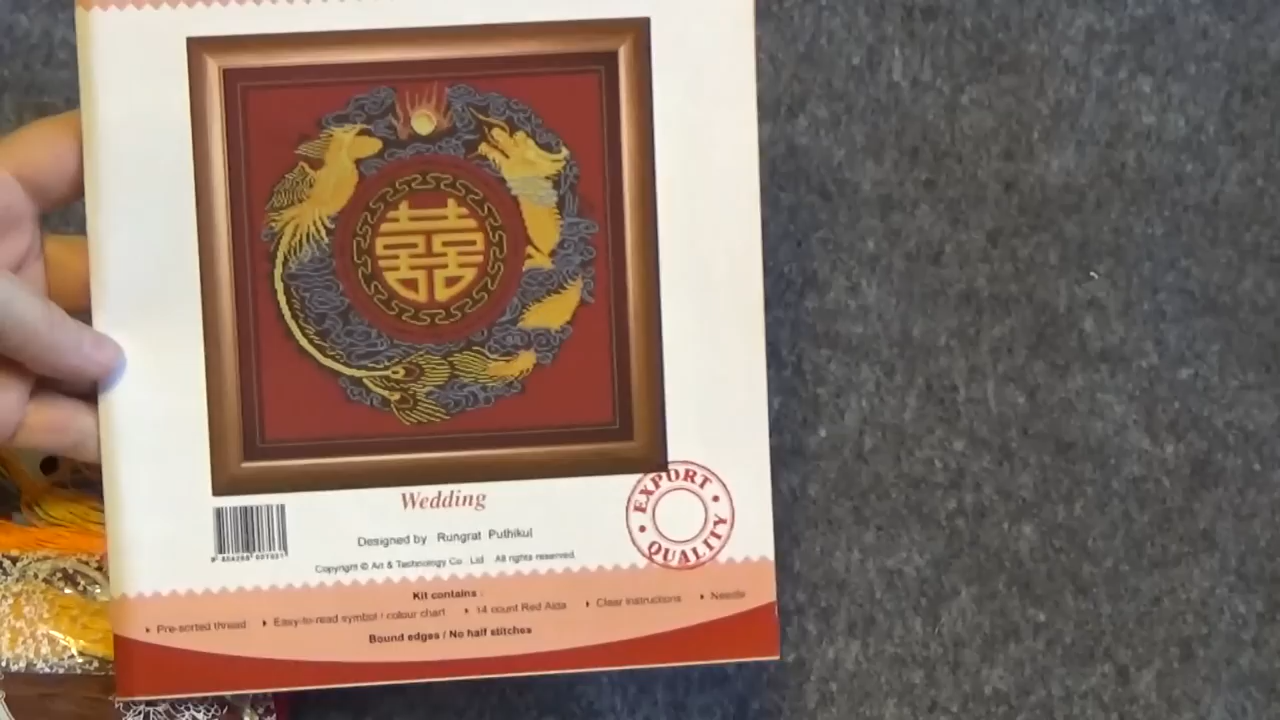 囍
Wedding
EXPORT
QUALITY
Designed by Rungrat Puthikul
Copyright © Art & Technology Co. Ltd. All rights reserved.
Kit contains :
Pre-sorted thread Easy-to-read symbol / colour chart 14 count Red Aida Clear instructions Needle
Bound edges / No half stitches